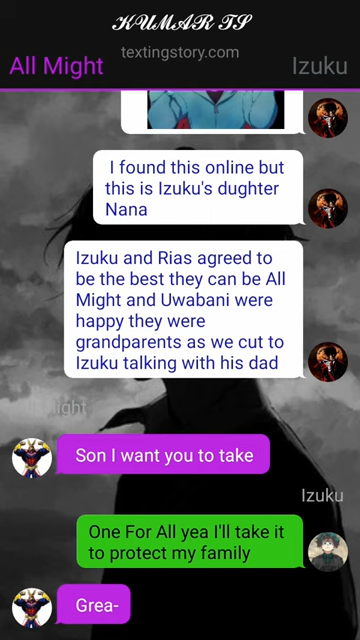 KUMAR TS
textingstory.com
All Might
Izuku
I found this online but
this is Izuku's dughter
Nana
Izuku and Rias agreed to
be the best they can be All
Might and Uwabani were
happy they were
grandparents as we cut to
Izuku talking with his dad
All Might
Son I want you to take
Izuku
One For All yea I'll take it
to protect my family
Grea-